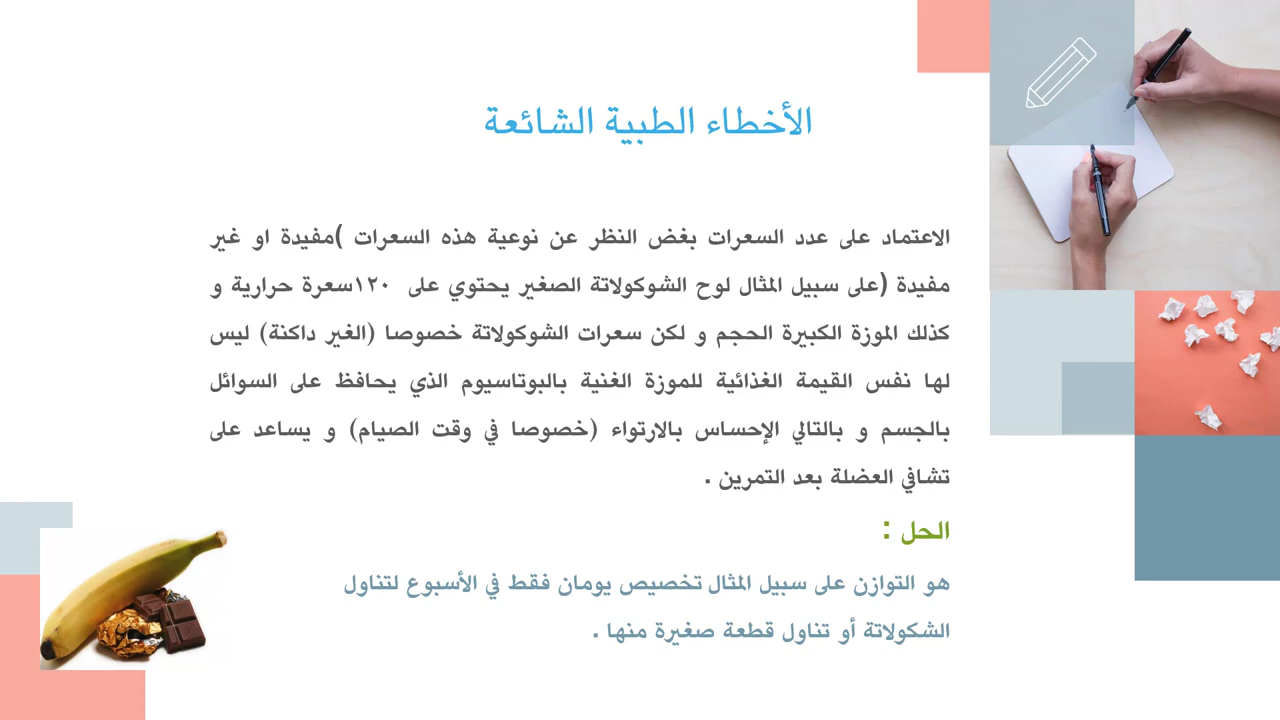 الأخطاء الطبية الشائعة
الاعتماد على عدد السعرات بغض النظر عن نوعية هذه السعرات )مفيدة او غير
مفيدة (على سبيل المثال لوح الشوكولاتة الصغير يحتوي على ١٢٠سعرة حرارية و
كذلك الموزة الكبيرة الحجم و لكن سعرات الشوكولاتة خصوصا (الغير داكنة) ليس
لها نفس القيمة الغذائية للموزة الغنية بالبوتاسيوم الذي يحافظ على السوائل
بالجسم و بالتالي الإحساس بالارتواء (خصوصا في وقت الصيام) و يساعد على
تشافي العضلة بعد التمرين .
الحل :
هو التوازن على سبيل المثال تخصيص يومان فقط في الأسبوع لتناول
الشكولاتة أو تناول قطعة صغيرة منها .